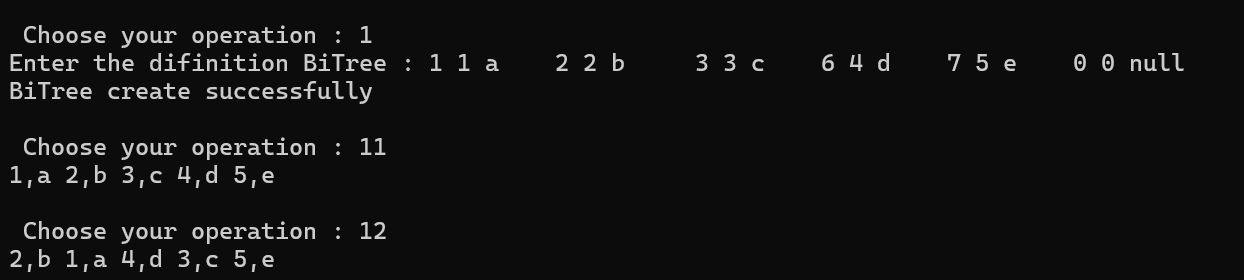 Choose your operation : 1
Enter the difinition BiTree : 1 1 a    2 2 b     3 3 c    6 4 d    7 5 e    0 0 null
BiTree create successfully
Choose your operation : 11
1,a 2,b 3,c 4,d 5,e
Choose your operation : 12
2,b 1,a 4,d 3,c 5,e